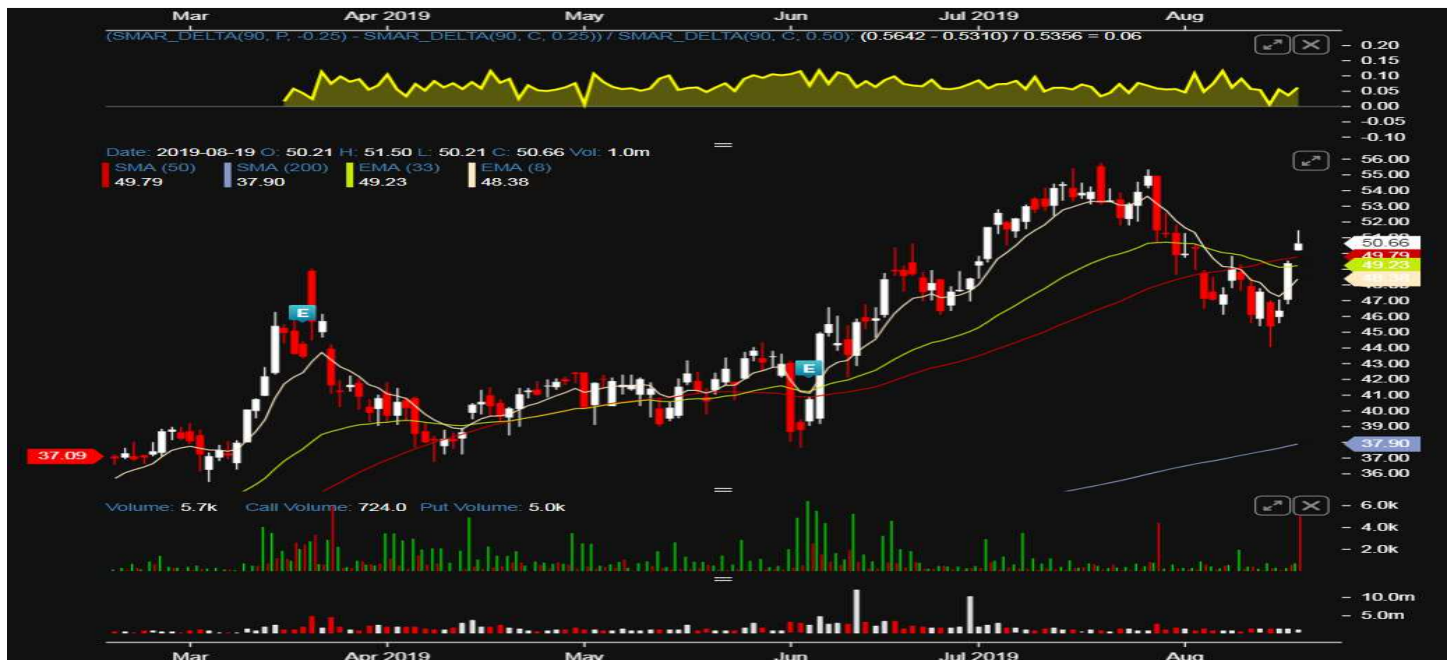 Mar Apr 2019 May Jun Jul 2019 Aug
(SMAR_DELTA(90, P, -0.25) - SMAR_DELTA(90, C, 0.25)) / SMAR_DELTA(90, C, 0.50): (0.5642 - 0.5310) / 0.5356 = 0.06
0.20
0.15
0.10
0.05
0.00
-0.05
-0.10
Date: 2019-08-19 O: 50.21 H: 51.50 L: 50.21 C: 50.66 Vol: 1.0m
SMA (50) SMA (200) EMA (33) EMA (8)
49.79 37.90 49.23 48.38
56.00
55.00
54.00
53.00
52.00
50.66
49.79
49.23
47.00
46.00
45.00
44.00
43.00
42.00
41.00
40.00
39.00
37.90
37.00
36.00
E
E
37.09
Volume: 5.7k Call Volume: 724.0 Put Volume: 5.0k
6.0k
4.0k
2.0k
10.0m
5.0m
Mar Apr 2019 May Jun Jul 2019 Aug